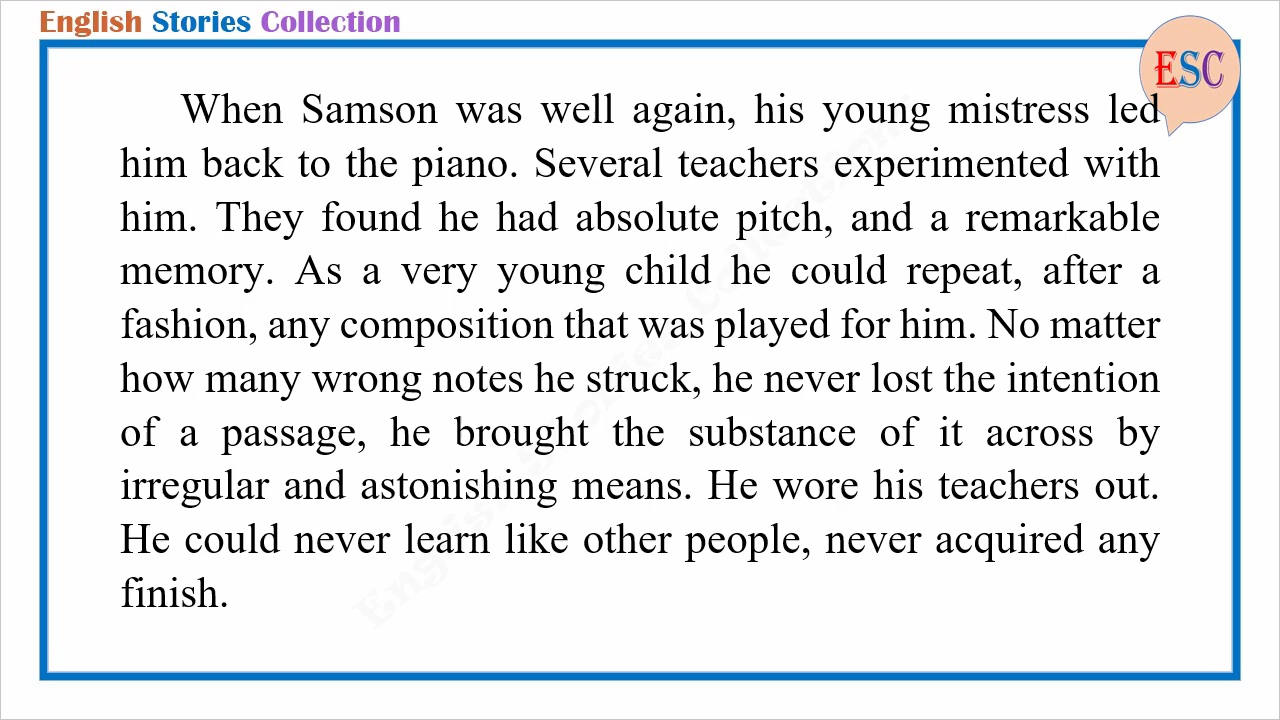 English Stories Collection
ESC
When Samson was well again, his young mistress led
him back to the piano. Several teachers experimented with
him. They found he had absolute pitch, and a remarkable
memory. As a very young child he could repeat, after a
fashion, any composition that was played for him. No matter
how many wrong notes he struck, he never lost the intention
of a passage, he brought the substance of it across by
irregular and astonishing means. He wore his teachers out.
He could never learn like other people, never acquired any
finish.
English Stories Collection